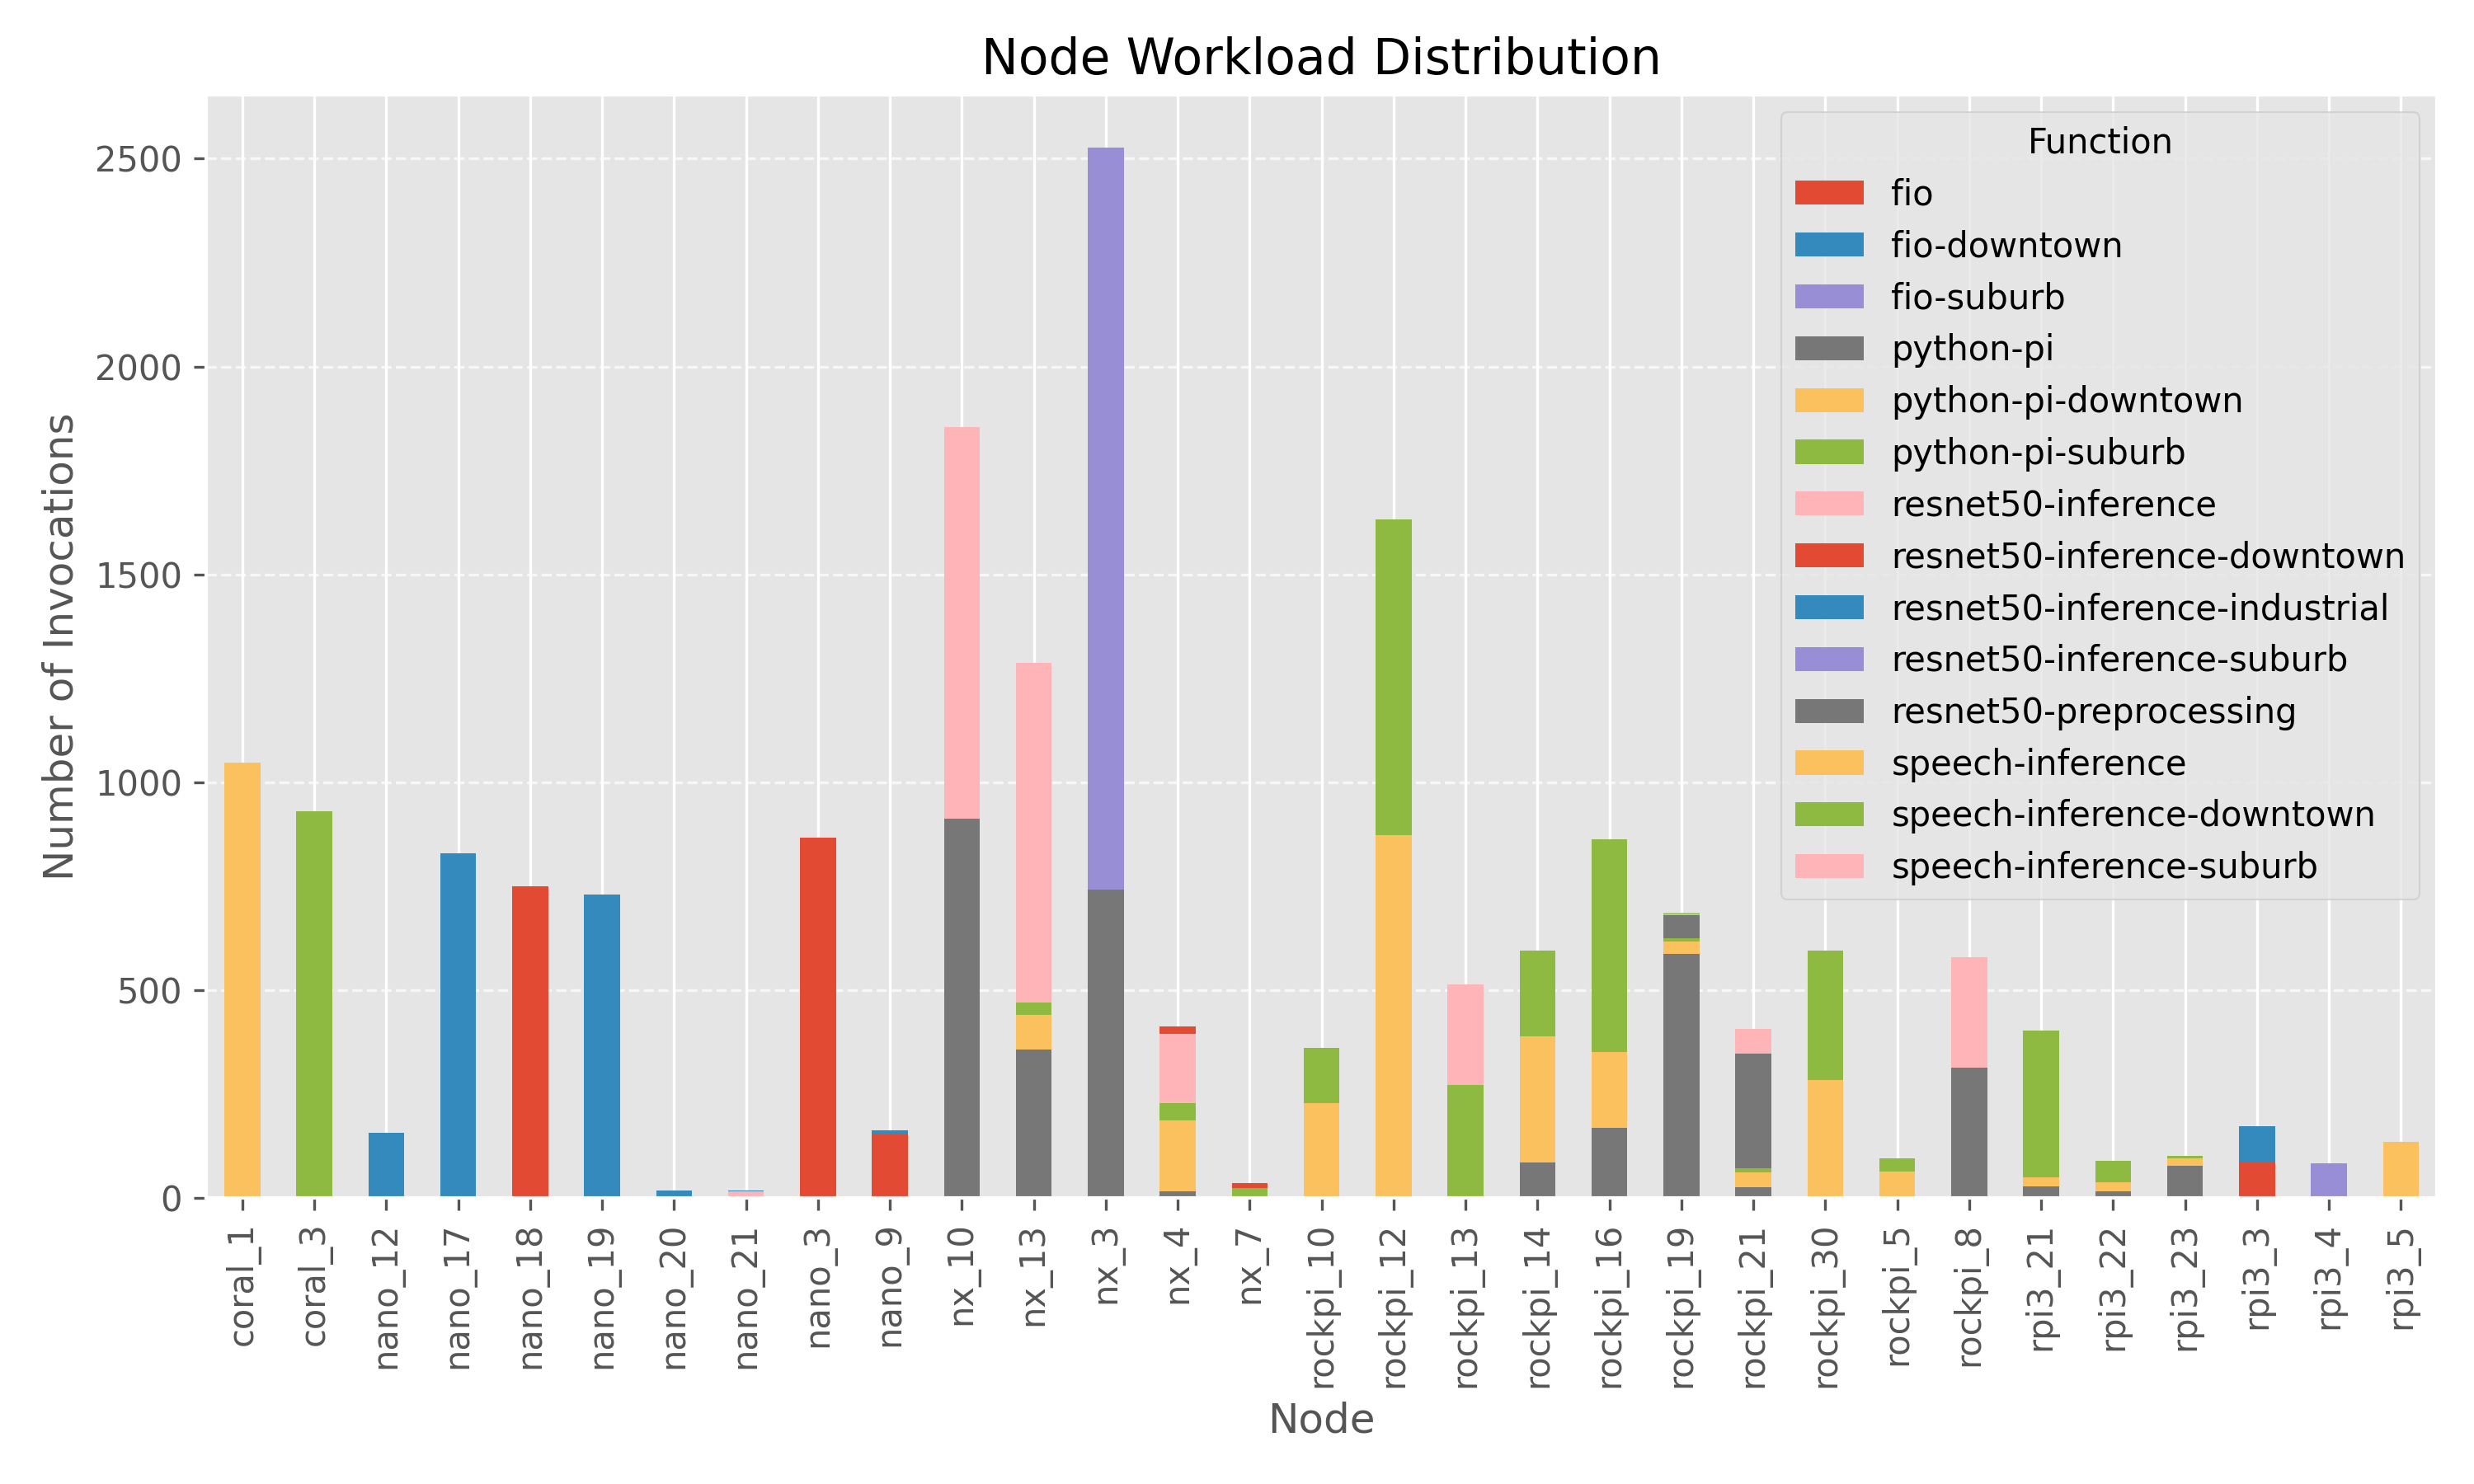 Node Workload Distribution
Number of Invocations
2500
2000
1500
1000
500
0
Function
fio
fio-downtown
fio-suburb
python-pi
python-pi-downtown
python-pi-suburb
resnet50-inference
resnet50-inference-downtown
resnet50-inference-industrial
resnet50-inference-suburb
resnet50-preprocessing
speech-inference
speech-inference-downtown
speech-inference-suburb
coral_1
coral_3
nano_12
nano_17
nano_18
nano_19
nano_20
nano_21
nano_3
nano_9
nx_10
nx_13
nx_3
nx_4
nx_7
rockpi_10
rockpi_12
rockpi_13
rockpi_14
rockpi_16
rockpi_19
rockpi_21
rockpi_30
rockpi_5
rockpi_8
rpi3_21
rpi3_22
rpi3_23
rpi3_3
rpi3_4
rpi3_5
Node